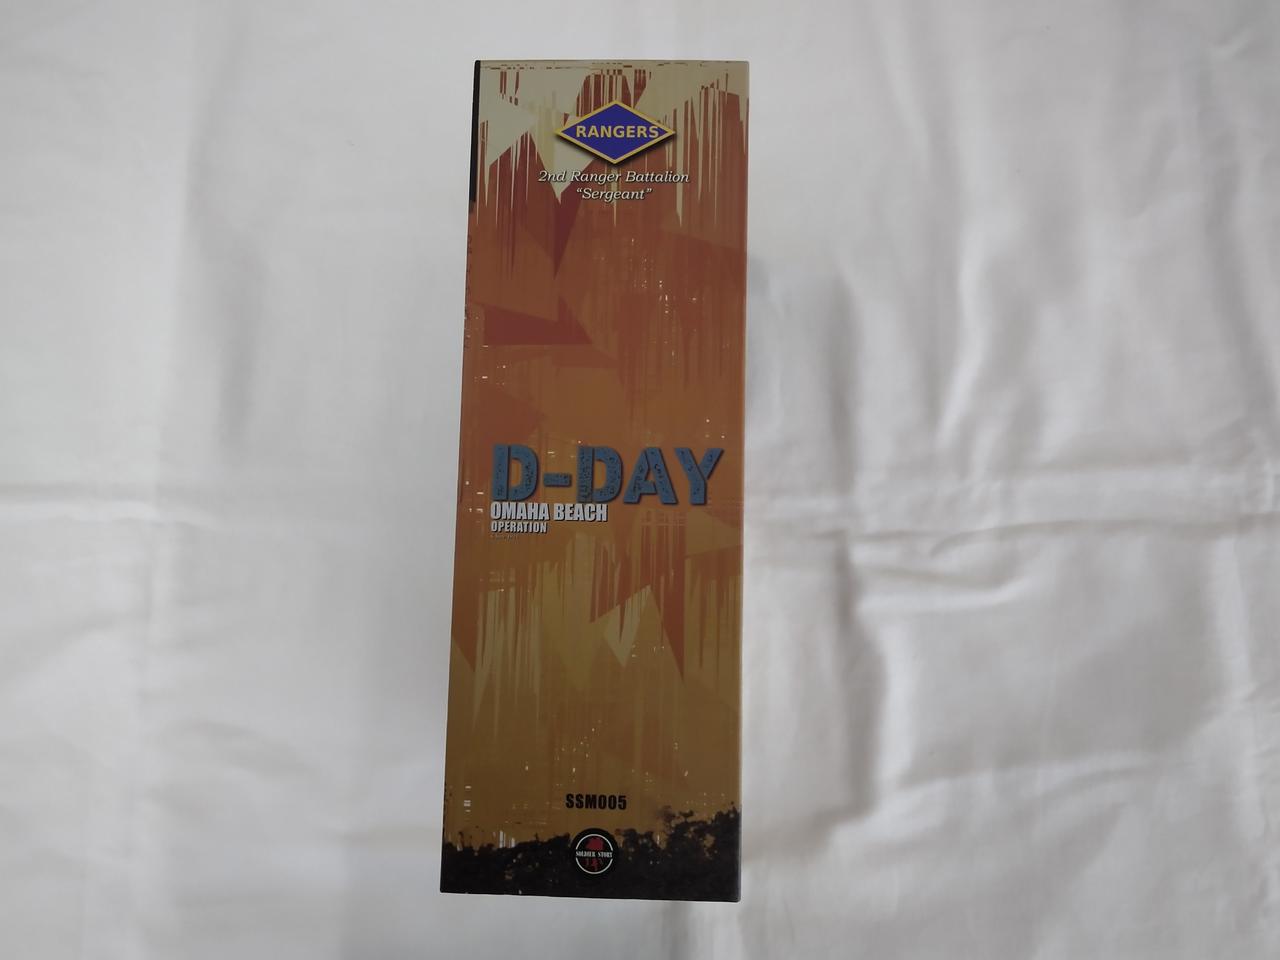 RANGERS
2nd Ranger Battalion
"Sergeant"
D-DAY
OMAHA BEACH
OPERATION
SSM005
SOLDIER STORY